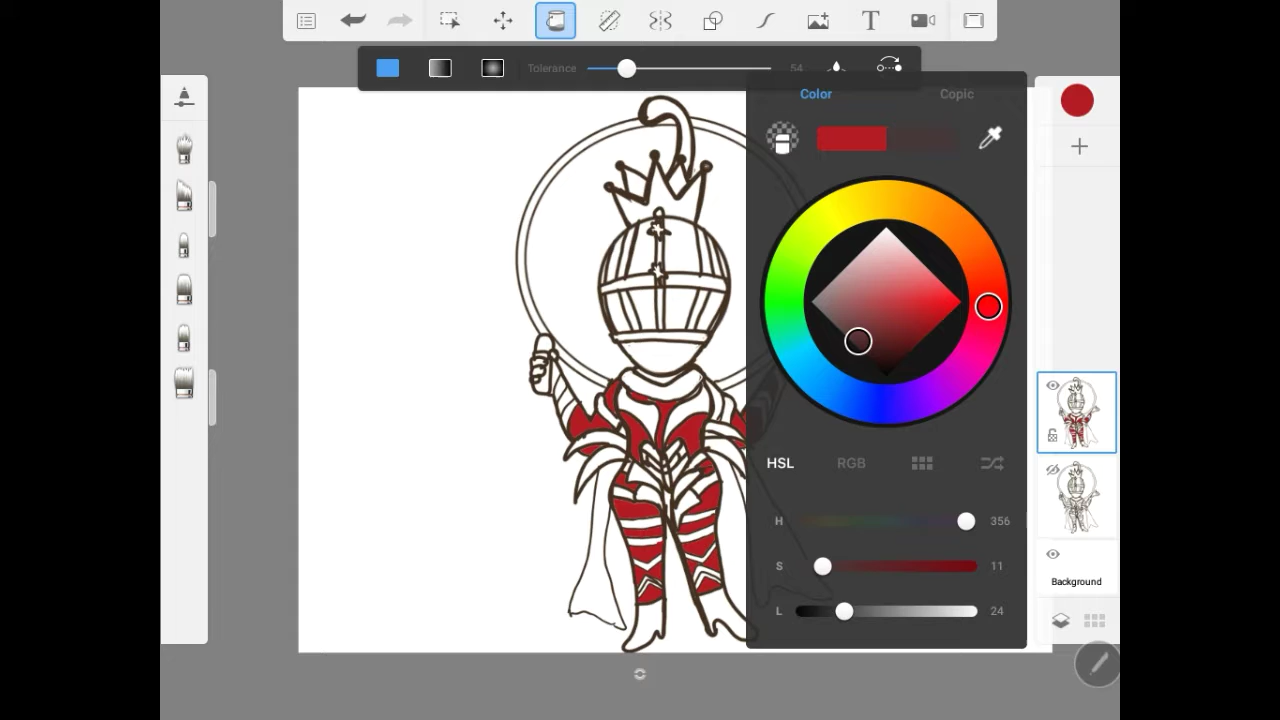 T
Tolerance 54
Color Copic
HSL RGB
H 356
S 11
L 24
Background